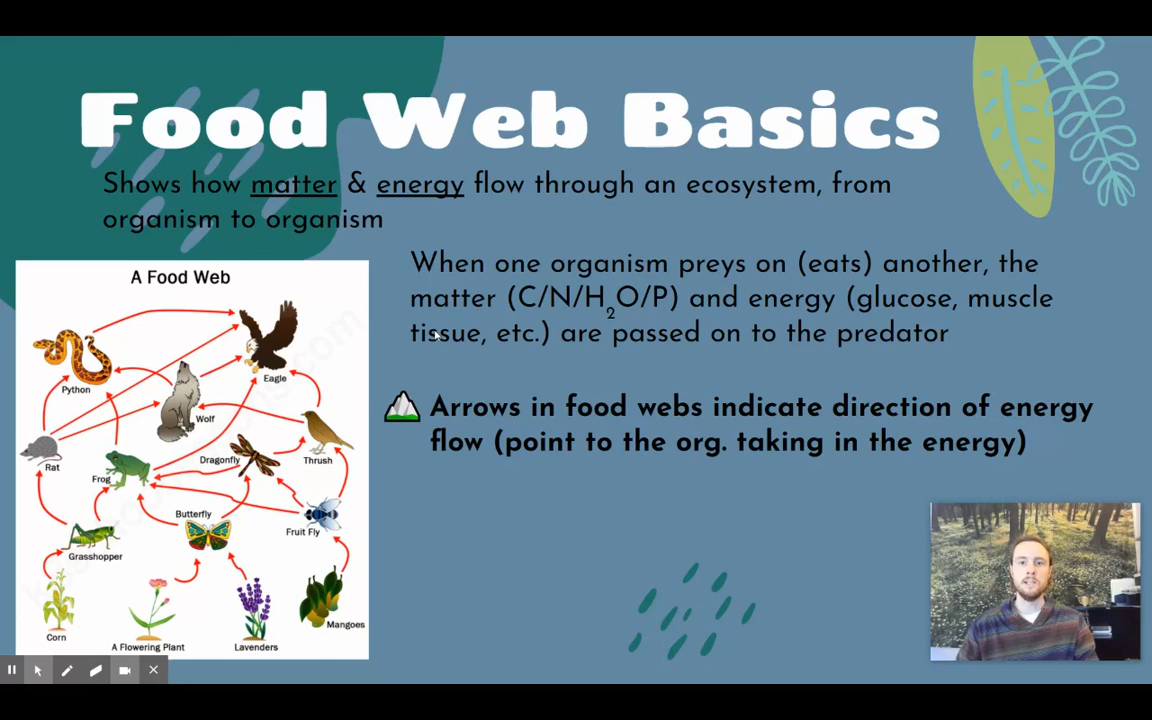 Food Web Basics
Shows how matter & energy flow through an ecosystem, from
organism to organism
When one organism preys on (eats) another, the
matter (C/N/H2O/P) and energy (glucose, muscle
tissue, etc.) are passed on to the predator
Arrows in food webs indicate direction of energy
flow (point to the org. taking in the energy)
A Food Web
Eagle
Python
Wolf
Rat
Frog
Dragonfly
Thrush
Butterfly
Fruit Fly
Grasshopper
Corn
A Flowering Plant
Lavenders
Mangoes